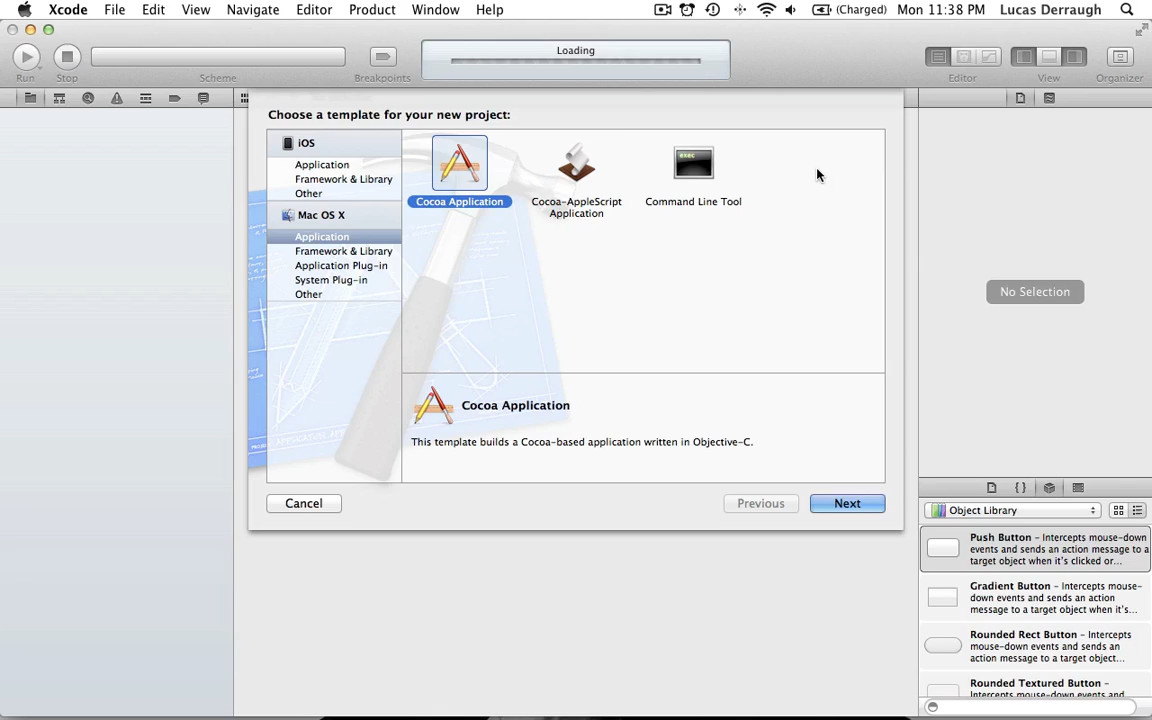 Xcode File Edit View Navigate Editor Product Window Help (Charged) Mon 11:38 PM Lucas Derraugh
Loading
Run Stop Scheme Breakpoints Editor View Organizer
Choose a template for your new project:
iOS
Application
Framework & Library
Other
Mac OS X
Application
Framework & Library
Application Plug-in
System Plug-in
Other
Cocoa Application
Cocoa-AppleScript
Application
exec
Command Line Tool
Cocoa Application
This template builds a Cocoa-based application written in Objective-C.
Cancel
Previous
Next
No Selection
{ }
Object Library
Push Button - Intercepts mouse-down
events and sends an action message to a
target object when it's clicked or...
Gradient Button - Intercepts mouse-
down events and sends an action
message to a target object when it's...
Rounded Rect Button - Intercepts
mouse-down events and sends an
action message to a target object...
Rounded Textured Button -
Intercepts mouse-down events and